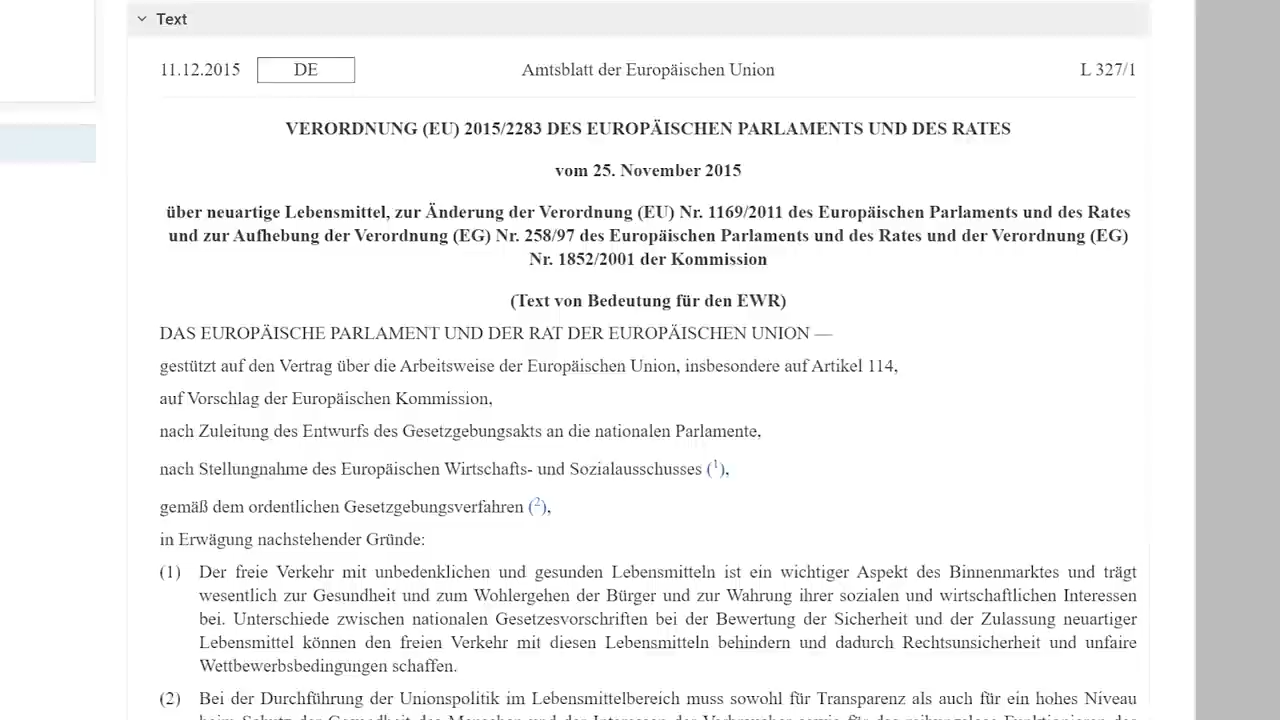 Text
11.12.2015 DE Amtsblatt der Europäischen Union L 327/1
VERORDNUNG (EU) 2015/2283 DES EUROPÄISCHEN PARLAMENTS UND DES RATES
vom 25. November 2015
über neuartige Lebensmittel, zur Änderung der Verordnung (EU) Nr. 1169/2011 des Europäischen Parlaments und des Rates
und zur Aufhebung der Verordnung (EG) Nr. 258/97 des Europäischen Parlaments und des Rates und der Verordnung (EG)
Nr. 1852/2001 der Kommission
(Text von Bedeutung für den EWR)
DAS EUROPÄISCHE PARLAMENT UND DER RAT DER EUROPÄISCHEN UNION —
gestützt auf den Vertrag über die Arbeitsweise der Europäischen Union, insbesondere auf Artikel 114,
auf Vorschlag der Europäischen Kommission,
nach Zuleitung des Entwurfs des Gesetzgebungsakts an die nationalen Parlamente,
nach Stellungnahme des Europäischen Wirtschafts- und Sozialausschusses (1),
gemäß dem ordentlichen Gesetzgebungsverfahren (2),
in Erwägung nachstehender Gründe:
(1) Der freie Verkehr mit unbedenklichen und gesunden Lebensmitteln ist ein wichtiger Aspekt des Binnenmarktes und trägt
wesentlich zur Gesundheit und zum Wohlergehen der Bürger und zur Wahrung ihrer sozialen und wirtschaftlichen Interessen
bei. Unterschiede zwischen nationalen Gesetzesvorschriften bei der Bewertung der Sicherheit und der Zulassung neuartiger
Lebensmittel können den freien Verkehr mit diesen Lebensmitteln behindern und dadurch Rechtsunsicherheit und unfaire
Wettbewerbsbedingungen schaffen.
(2) Bei der Durchführung der Unionspolitik im Lebensmittelbereich muss sowohl für Transparenz als auch für ein hohes Niveau